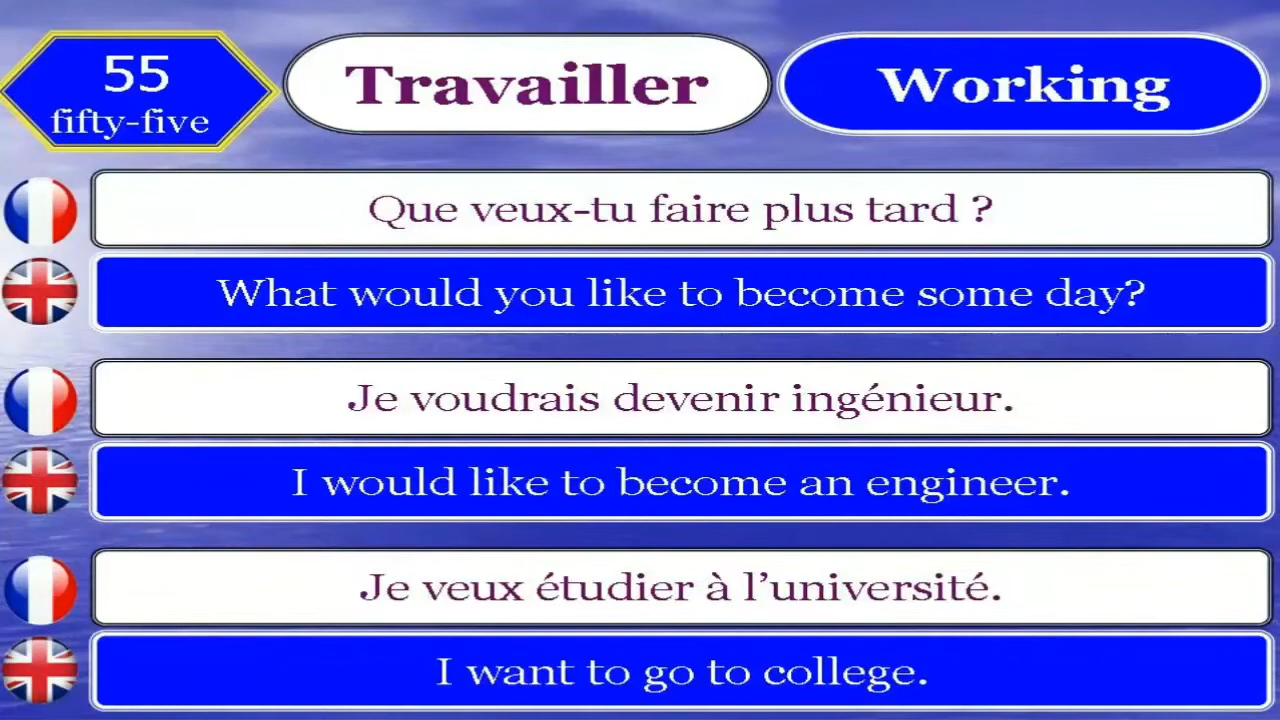 55
fifty-five
Travailler
Working
Que veux-tu faire plus tard ?
What would you like to become some day?
Je voudrais devenir ingénieur.
I would like to become an engineer.
Je veux étudier à l’université.
I want to go to college.